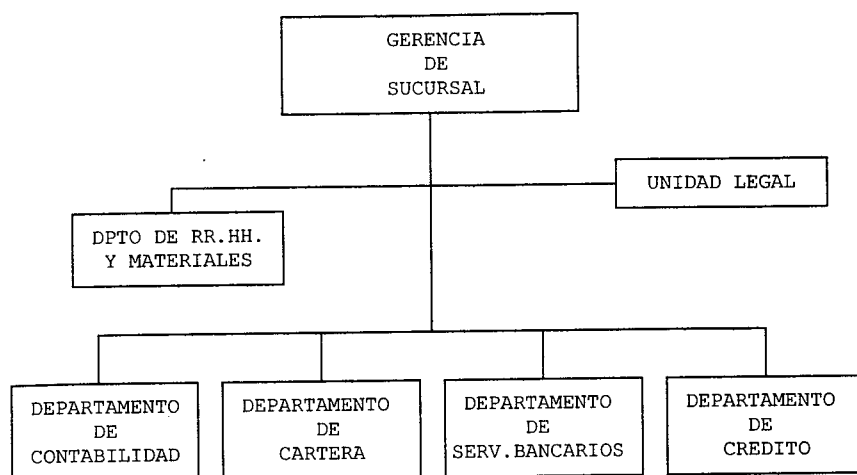 GERENCIA
DE
SUCURSAL
UNIDAD LEGAL
DPTO DE RR.HH.
Y MATERIALES
DEPARTAMENTO
DE
CONTABILIDAD
DEPARTAMENTO
DE
CARTERA
DEPARTAMENTO
DE
SERV.BANCARIOS
DEPARTAMENTO
DE
CREDITO